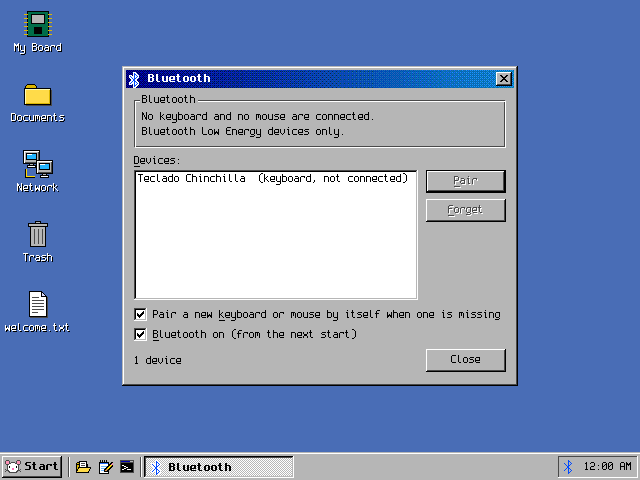 My Board
Documents
Network
Trash
welcome.txt
Bluetooth
Bluetooth
No keyboard and no mouse are connected.
Bluetooth Low Energy devices only.
Devices:
Teclado Chinchilla  (keyboard, not connected)
Pair
Forget
Pair a new keyboard or mouse by itself when one is missing
Bluetooth on (from the next start)
1 device
Close
Start
Bluetooth
12:00 AM